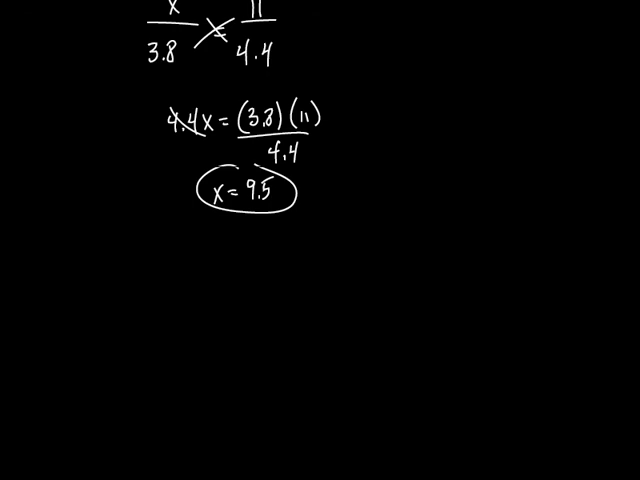 x 11
3.8 = 4.4
4.4x = (3.8)(11)
4.4
x = 9.5